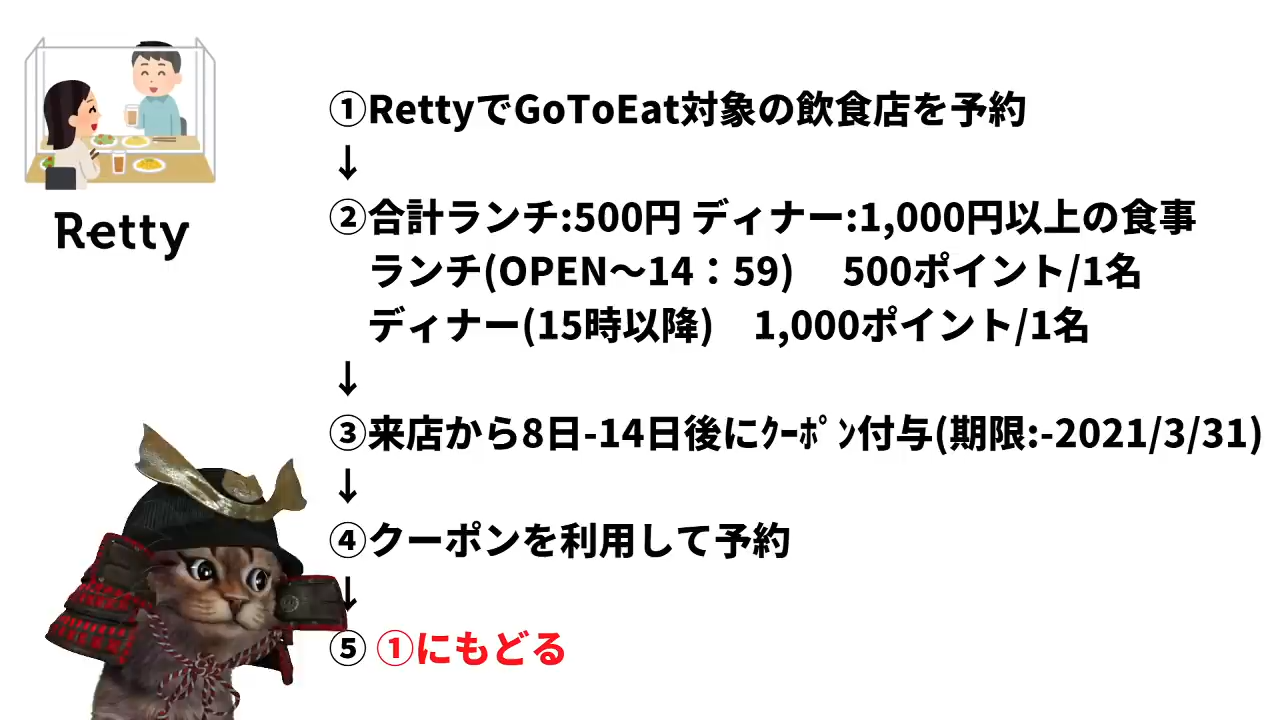 Retty
①RettyでGoToEat対象の飲食店を予約
↓
②合計ランチ:500円 ディナー:1,000円以上の食事
ランチ(OPEN～14：59)　500ポイント/1名
ディナー(15時以降)　1,000ポイント/1名
↓
③来店から8日-14日後にｸｰﾎﾟﾝ付与(期限:-2021/3/31)
↓
④クーポンを利用して予約
↓
⑤ ①にもどる